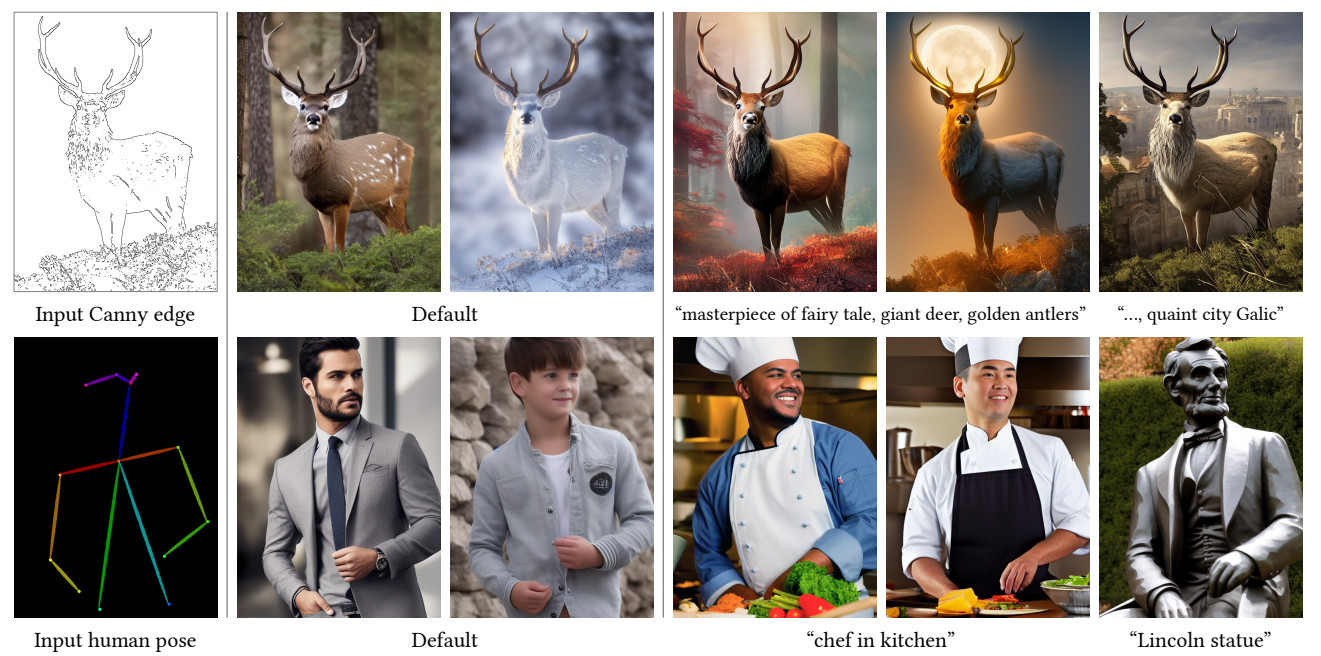 Input Canny edge
Default
“masterpiece of fairy tale, giant deer, golden antlers”
“..., quaint city Galic”
Input human pose
Default
“chef in kitchen”
“Lincoln statue”